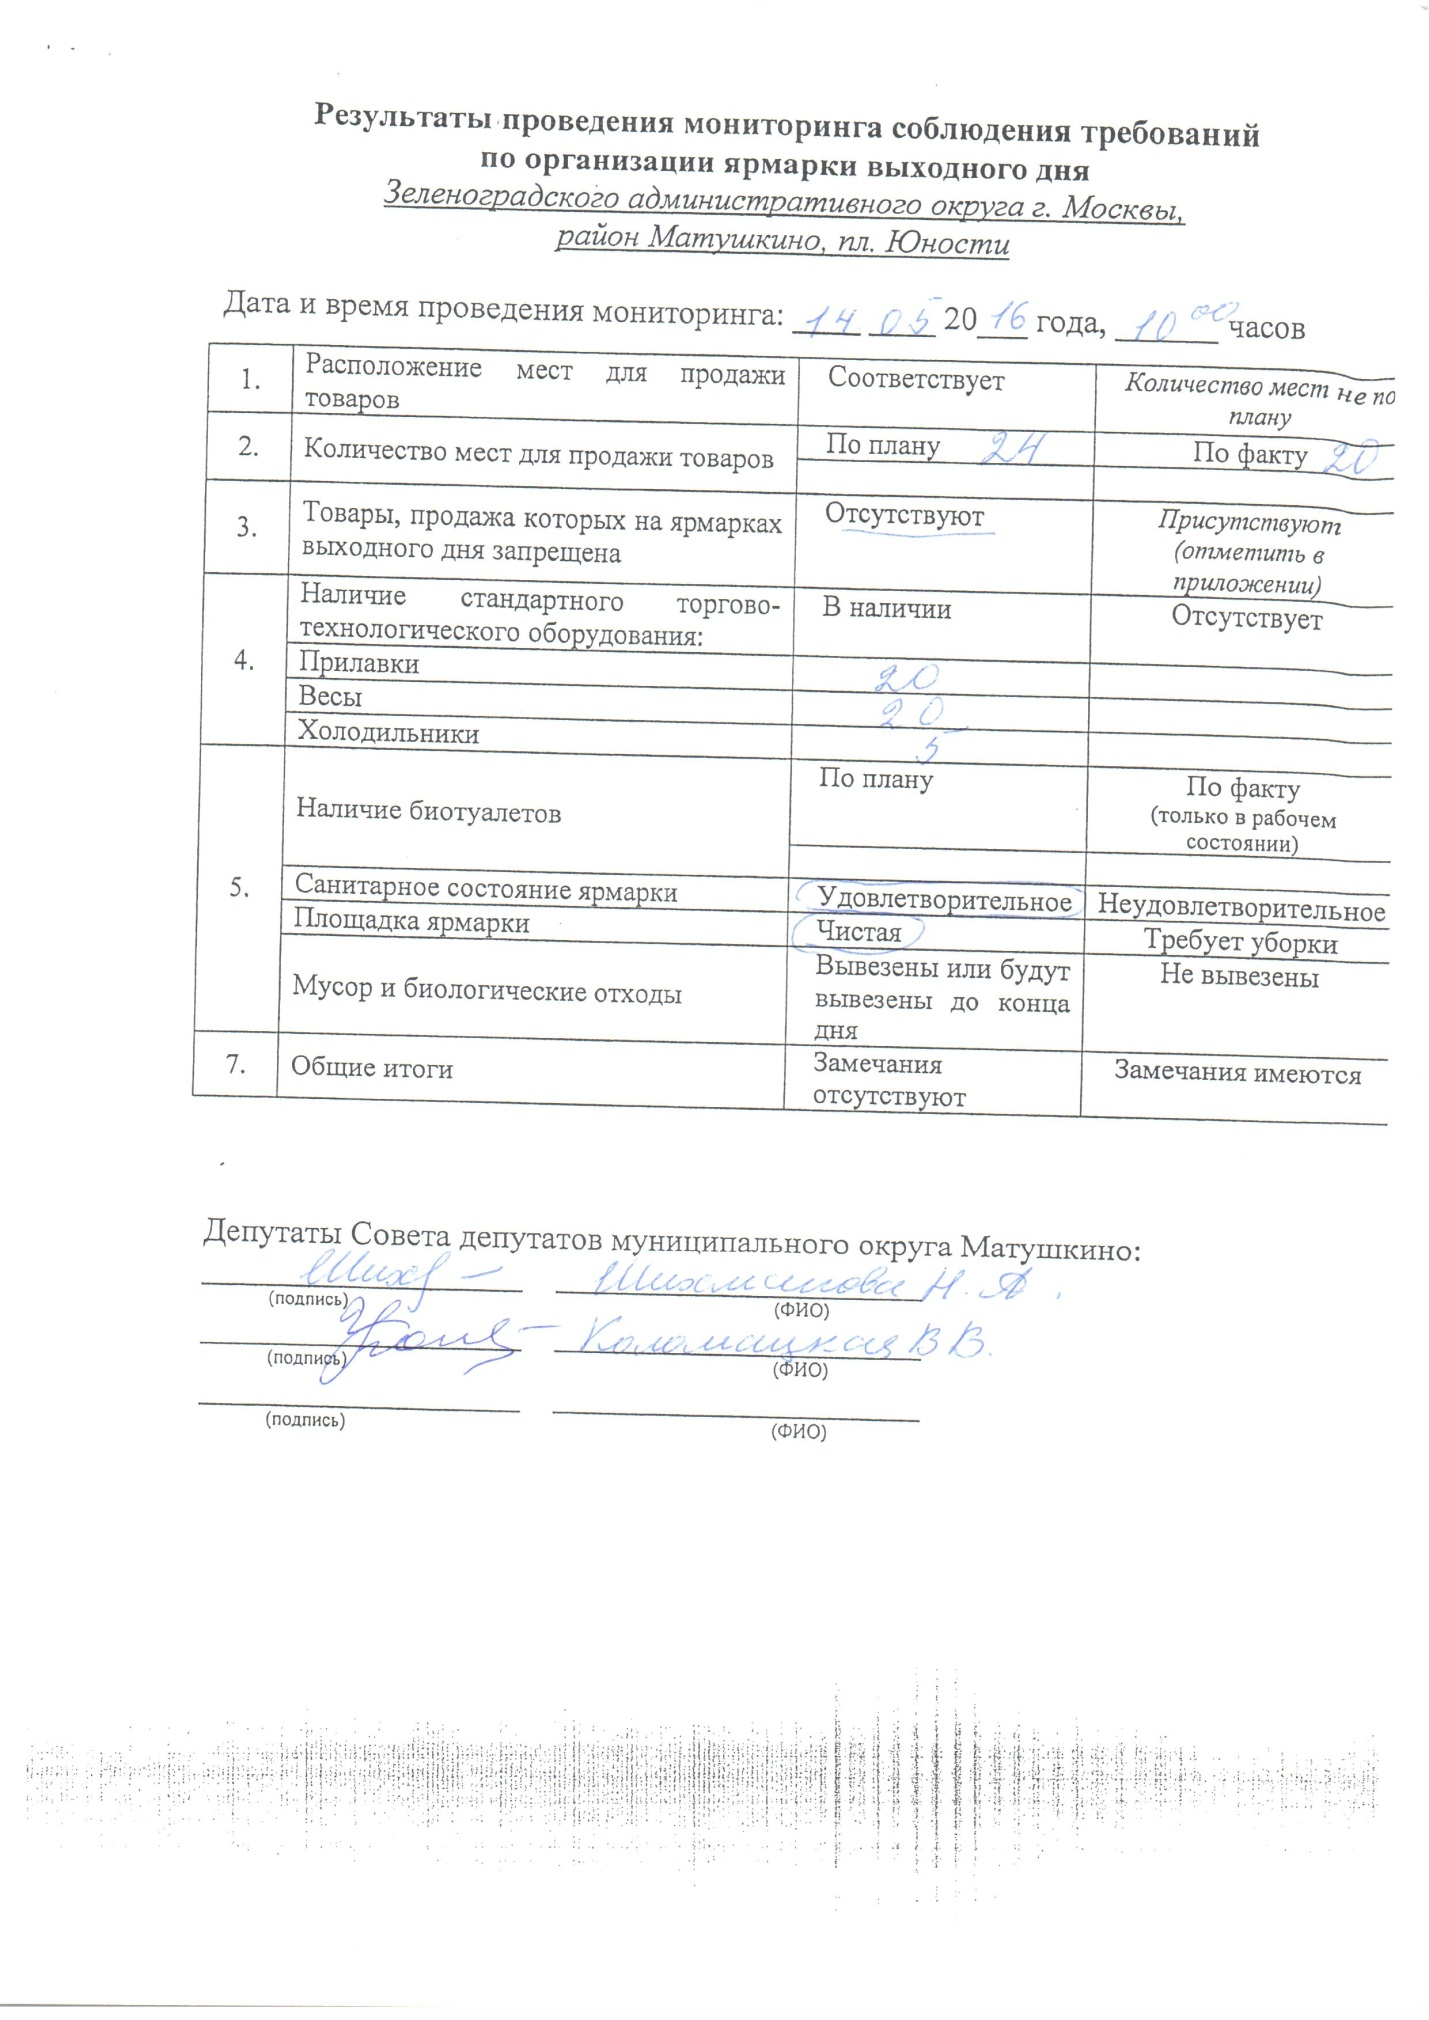 Результаты проведения мониторинга соблюдения требований
по организации ярмарки выходного дня
Зеленоградского административного округа г. Москвы,
район Матушкино, пл. Юности
Дата и время проведения мониторинга: 14 05 2016 года, 10 00 часов
1. Расположение мест для продажи товаров Соответствует Количество мест не по плану
2. Количество мест для продажи товаров По плану 24 По факту 20
3. Товары, продажа которых на ярмарках выходного дня запрещена Отсутствуют Присутствуют (отметить в приложении)
4. Наличие стандартного торгово-технологического оборудования: В наличии Отсутствует
Прилавки 20
Весы 20
Холодильники 5
5. Наличие биотуалетов По плану По факту (только в рабочем состоянии)
Санитарное состояние ярмарки Удовлетворительное Неудовлетворительное
Площадка ярмарки Чистая Требует уборки
Мусор и биологические отходы Вывезены или будут вывезены до конца дня Не вывезены
7. Общие итоги Замечания отсутствуют Замечания имеются
Депутаты Совета депутатов муниципального округа Матушкино:
Н. А.
(подпись) (ФИО)
Коломацкая В В.
(подпись) (ФИО)
(подпись) (ФИО)